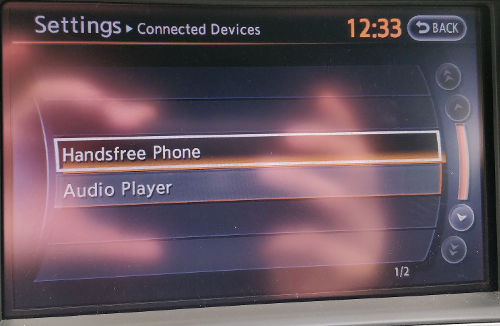 Settings ▸ Connected Devices 12:33 BACK
Handsfree Phone
Audio Player
1/2